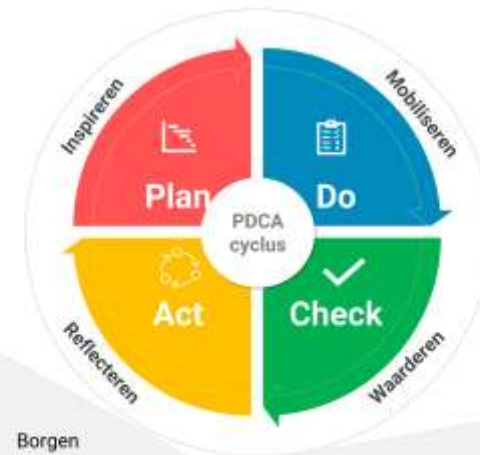 Inspireren
Mobiliseren
Plan
Do
PDCA
cyclus
Act
Check
Reflecteren
Waarderen
Borgen